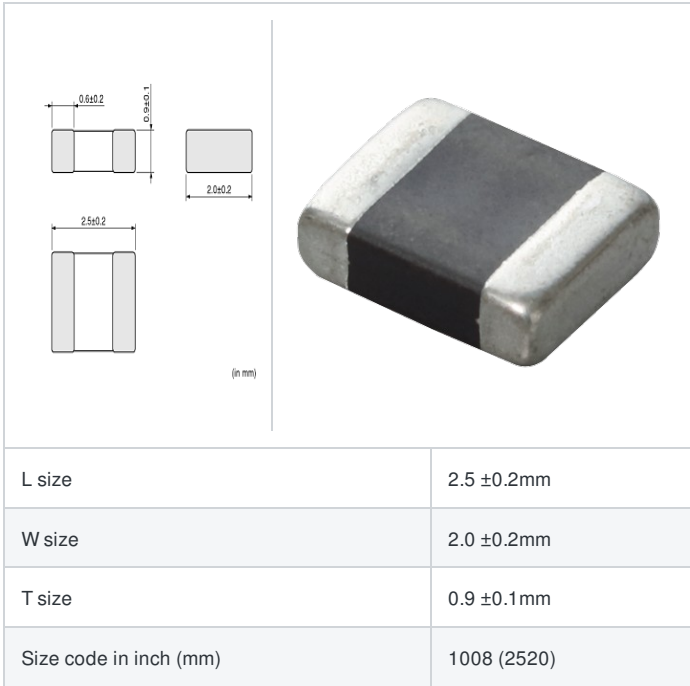 0.6±0.2
0.9±0.1
2.0±0.2
2.5±0.2
(in mm)
L size 2.5 ±0.2mm
W size 2.0 ±0.2mm
T size 0.9 ±0.1mm
Size code in inch (mm) 1008 (2520)